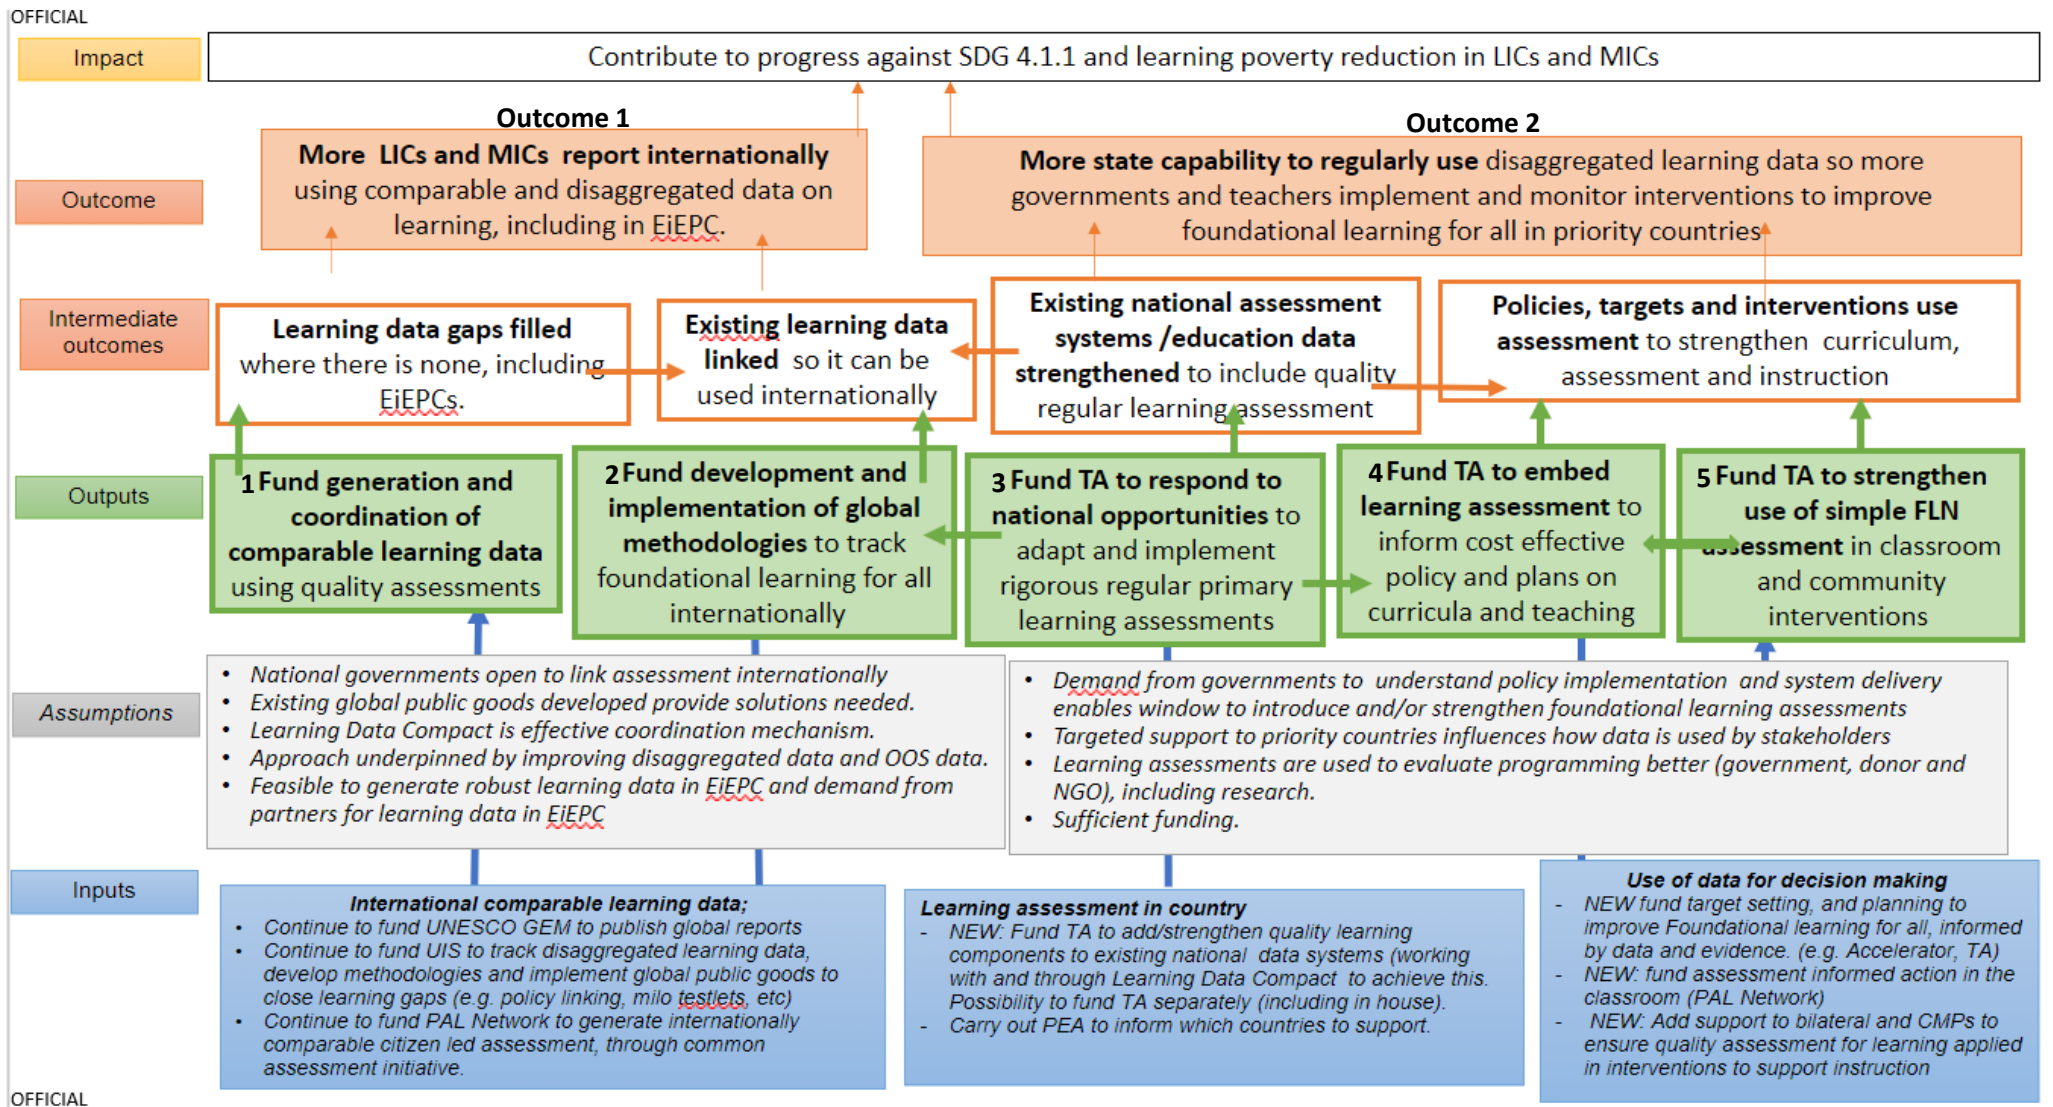 OFFICIAL
Impact
Contribute to progress against SDG 4.1.1 and learning poverty reduction in LICs and MICs
Outcome
Outcome 1
More LICs and MICs report internationally
using comparable and disaggregated data on
learning, including in EiEPC.
Outcome 2
More state capability to regularly use disaggregated learning data so more
governments and teachers implement and monitor interventions to improve
foundational learning for all in priority countries
Intermediate
outcomes
Learning data gaps filled
where there is none, including
EiEPCs.
Existing learning data
linked so it can be
used internationally
Existing national assessment
systems /education data
strengthened to include quality
regular learning assessment
Policies, targets and interventions use
assessment to strengthen curriculum,
assessment and instruction
Outputs
1 Fund generation and
coordination of
comparable learning data
using quality assessments
2 Fund development and
implementation of global
methodologies to track
foundational learning for all
internationally
3 Fund TA to respond to
national opportunities to
adapt and implement
rigorous regular primary
learning assessments
4 Fund TA to embed
learning assessment to
inform cost effective
policy and plans on
curricula and teaching
5 Fund TA to strengthen
use of simple FLN
assessment in classroom
and community
interventions
Assumptions
• National governments open to link assessment internationally
• Existing global public goods developed provide solutions needed.
• Learning Data Compact is effective coordination mechanism.
• Approach underpinned by improving disaggregated data and OOS data.
• Feasible to generate robust learning data in EiEPC and demand from
partners for learning data in EiEPC
• Demand from governments to understand policy implementation and system delivery
enables window to introduce and/or strengthen foundational learning assessments
• Targeted support to priority countries influences how data is used by stakeholders
• Learning assessments are used to evaluate programming better (government, donor and
NGO), including research.
• Sufficient funding.
Inputs
International comparable learning data;
• Continue to fund UNESCO GEM to publish global reports
• Continue to fund UIS to track disaggregated learning data,
develop methodologies and implement global public goods to
close learning gaps (e.g. policy linking, milo testlets, etc)
• Continue to fund PAL Network to generate internationally
comparable citizen led assessment, through common
assessment initiative.
Learning assessment in country
- NEW: Fund TA to add/strengthen quality learning
components to existing national data systems (working
with and through Learning Data Compact to achieve this.
Possibility to fund TA separately (including in house).
- Carry out PEA to inform which countries to support.
Use of data for decision making
- NEW fund target setting, and planning to
improve Foundational learning for all, informed
by data and evidence. (e.g. Accelerator, TA)
- NEW: fund assessment informed action in the
classroom (PAL Network)
- NEW: Add support to bilateral and CMPs to
ensure quality assessment for learning applied
in interventions to support instruction
OFFICIAL